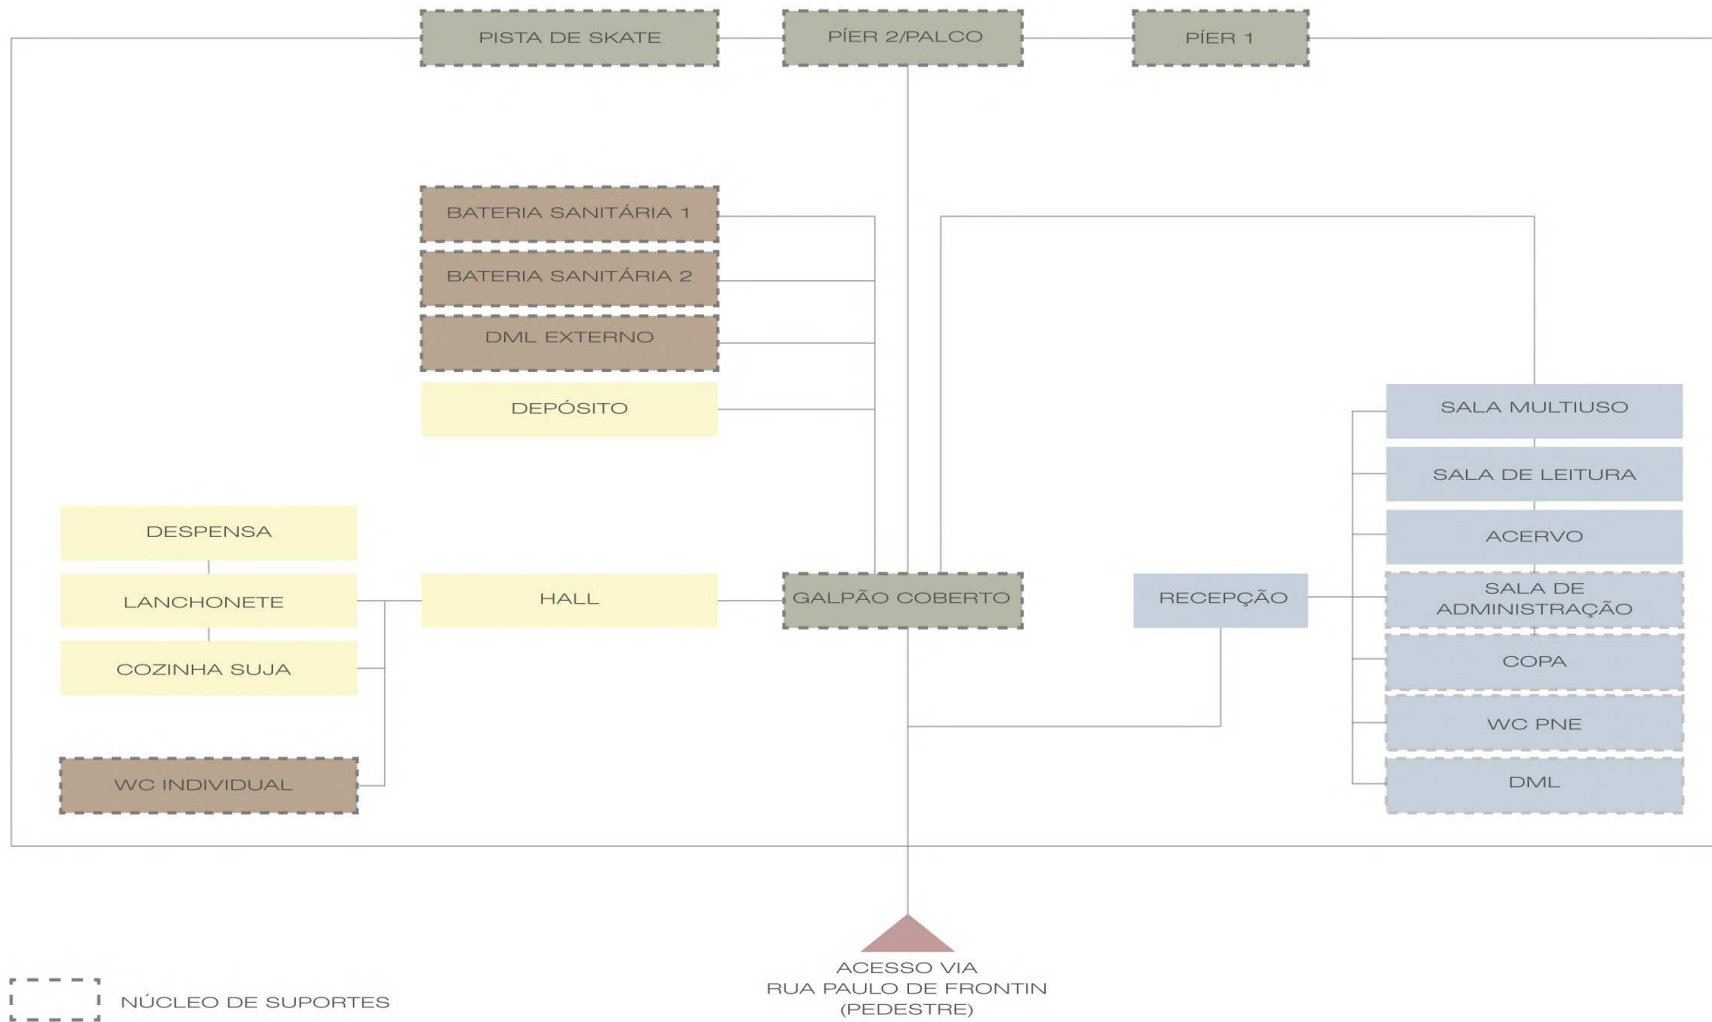 PISTA DE SKATE
PÍER 2/PALCO
PÍER 1
BATERIA SANITÁRIA 1
BATERIA SANITÁRIA 2
DML EXTERNO
DEPÓSITO
DESPENSA
LANCHONETE
COZINHA SUJA
WC INDIVIDUAL
HALL
GALPÃO COBERTO
RECEPÇÃO
SALA MULTIUSO
SALA DE LEITURA
ACERVO
SALA DE
ADMINISTRAÇÃO
COPA
WC PNE
DML
ACESSO VIA
RUA PAULO DE FRONTIN
(PEDESTRE)
NÚCLEO DE SUPORTES